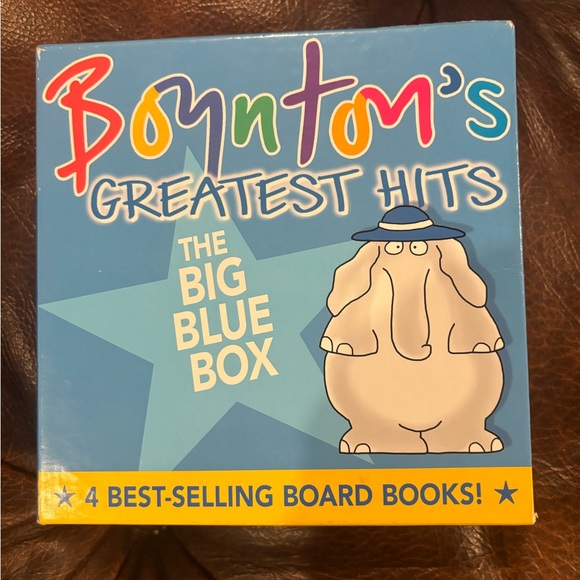 Boynton's
GREATEST HITS
THE
BIG
BLUE
BOX
★ 4 BEST-SELLING BOARD BOOKS! ★